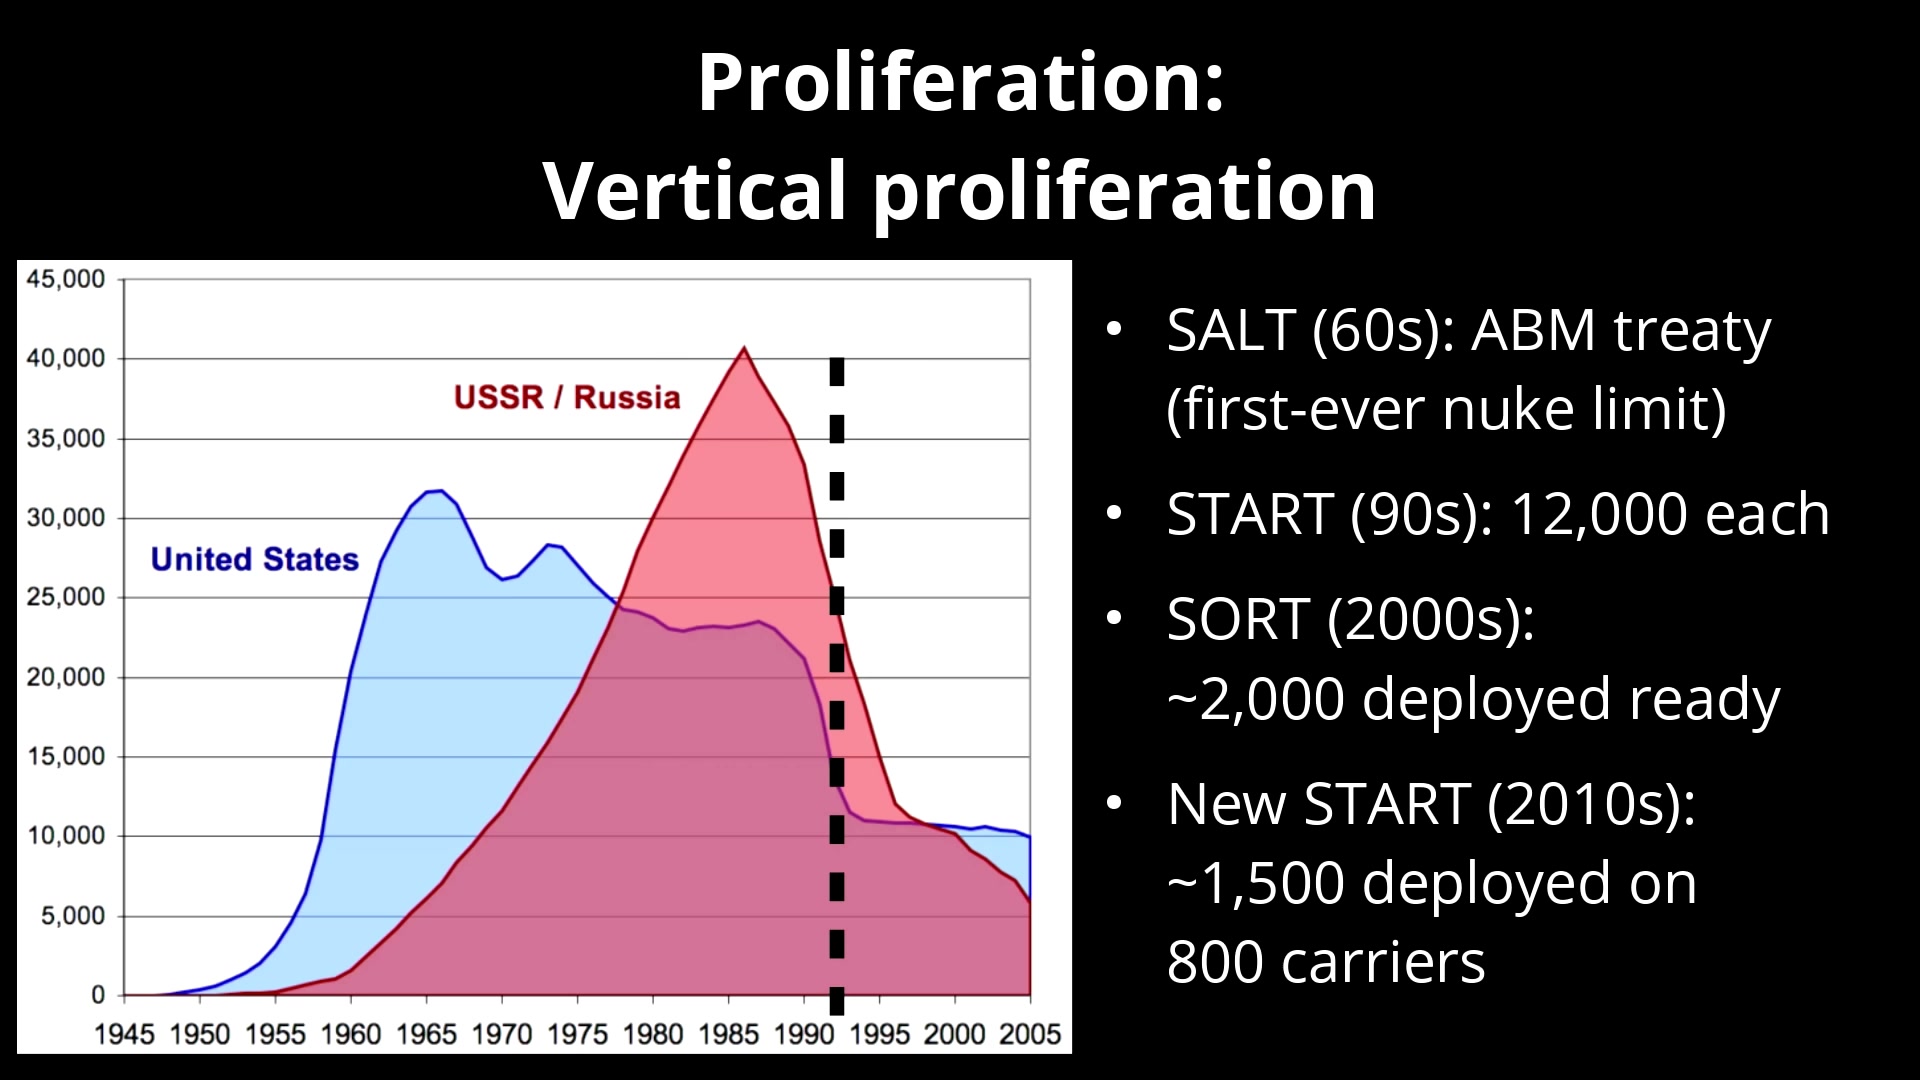 Proliferation:
Vertical proliferation
45,000
40,000
35,000
30,000
25,000
20,000
15,000
10,000
5,000
0
USSR / Russia
United States
1945 1950 1955 1960 1965 1970 1975 1980 1985 1990 1995 2000 2005
• SALT (60s): ABM treaty
(first-ever nuke limit)
• START (90s): 12,000 each
• SORT (2000s):
~2,000 deployed ready
• New START (2010s):
~1,500 deployed on
800 carriers